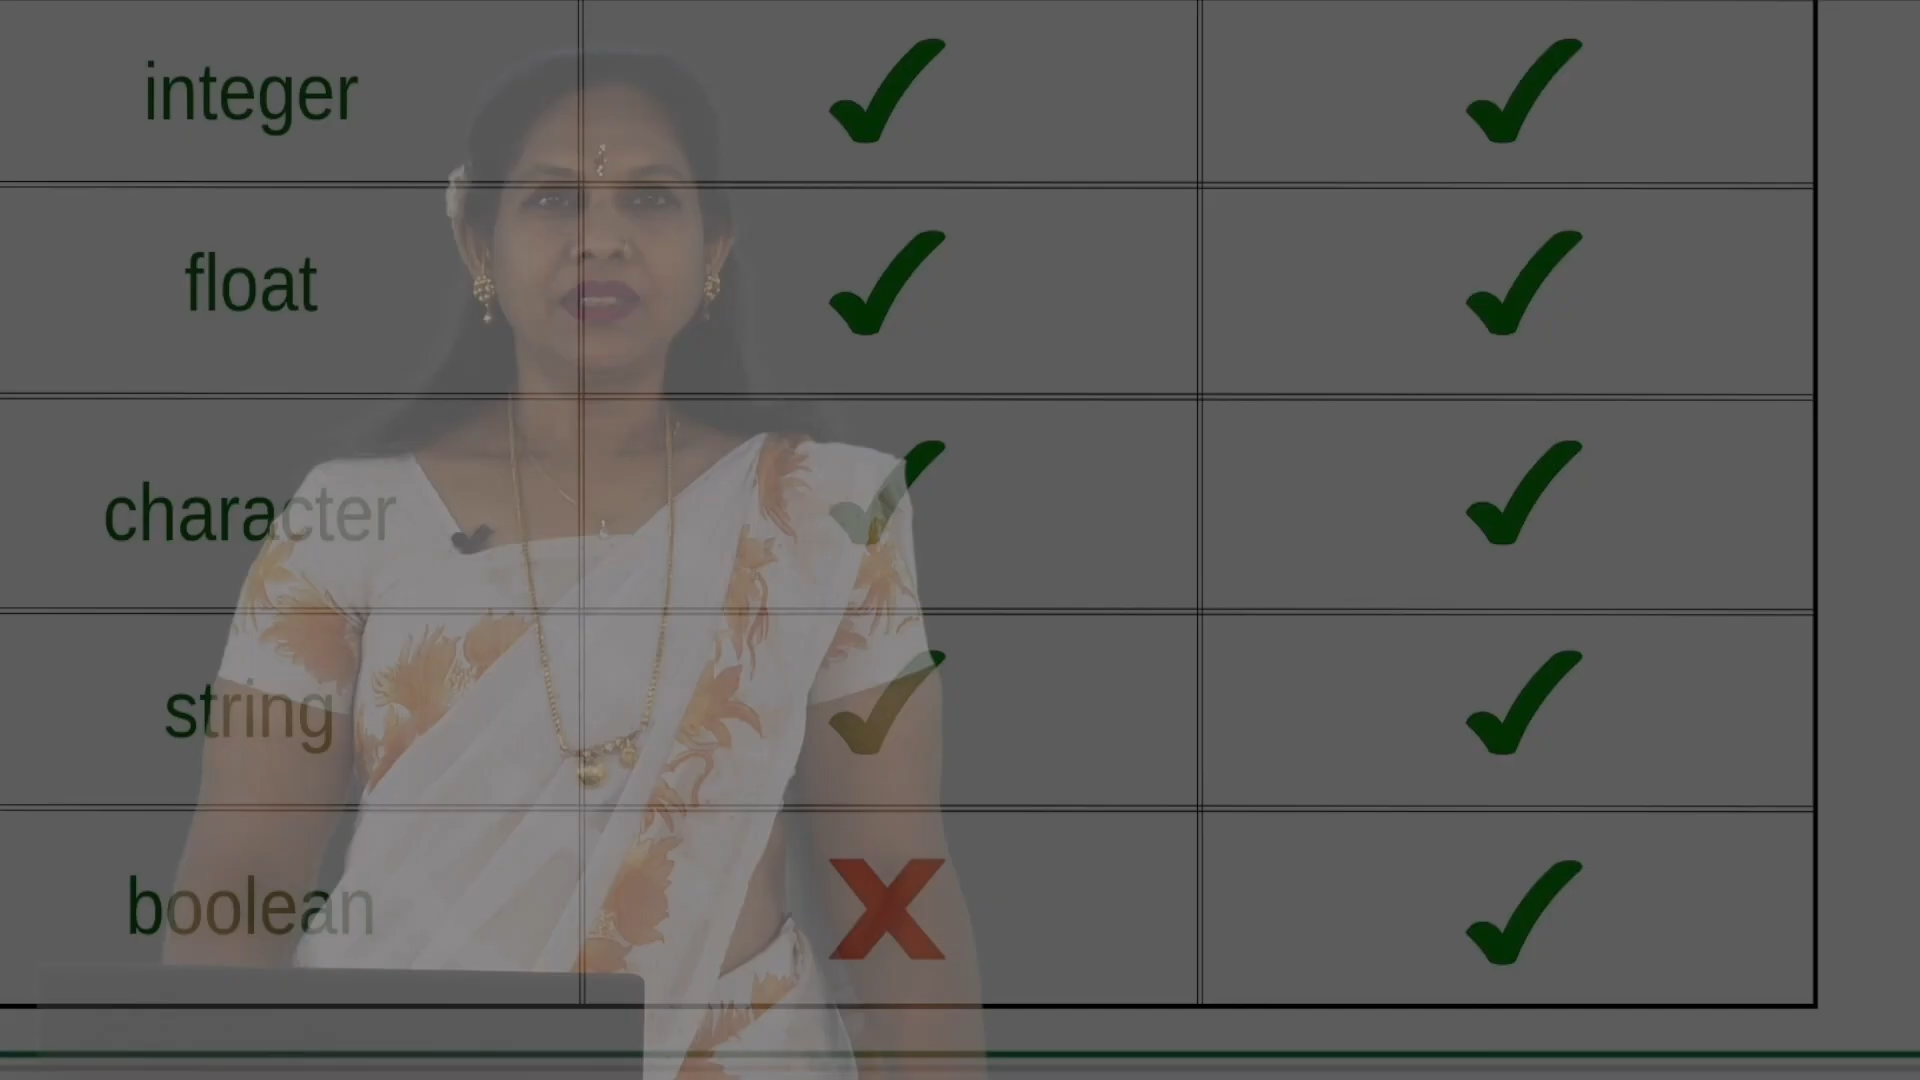 integer
float
character
string
boolean